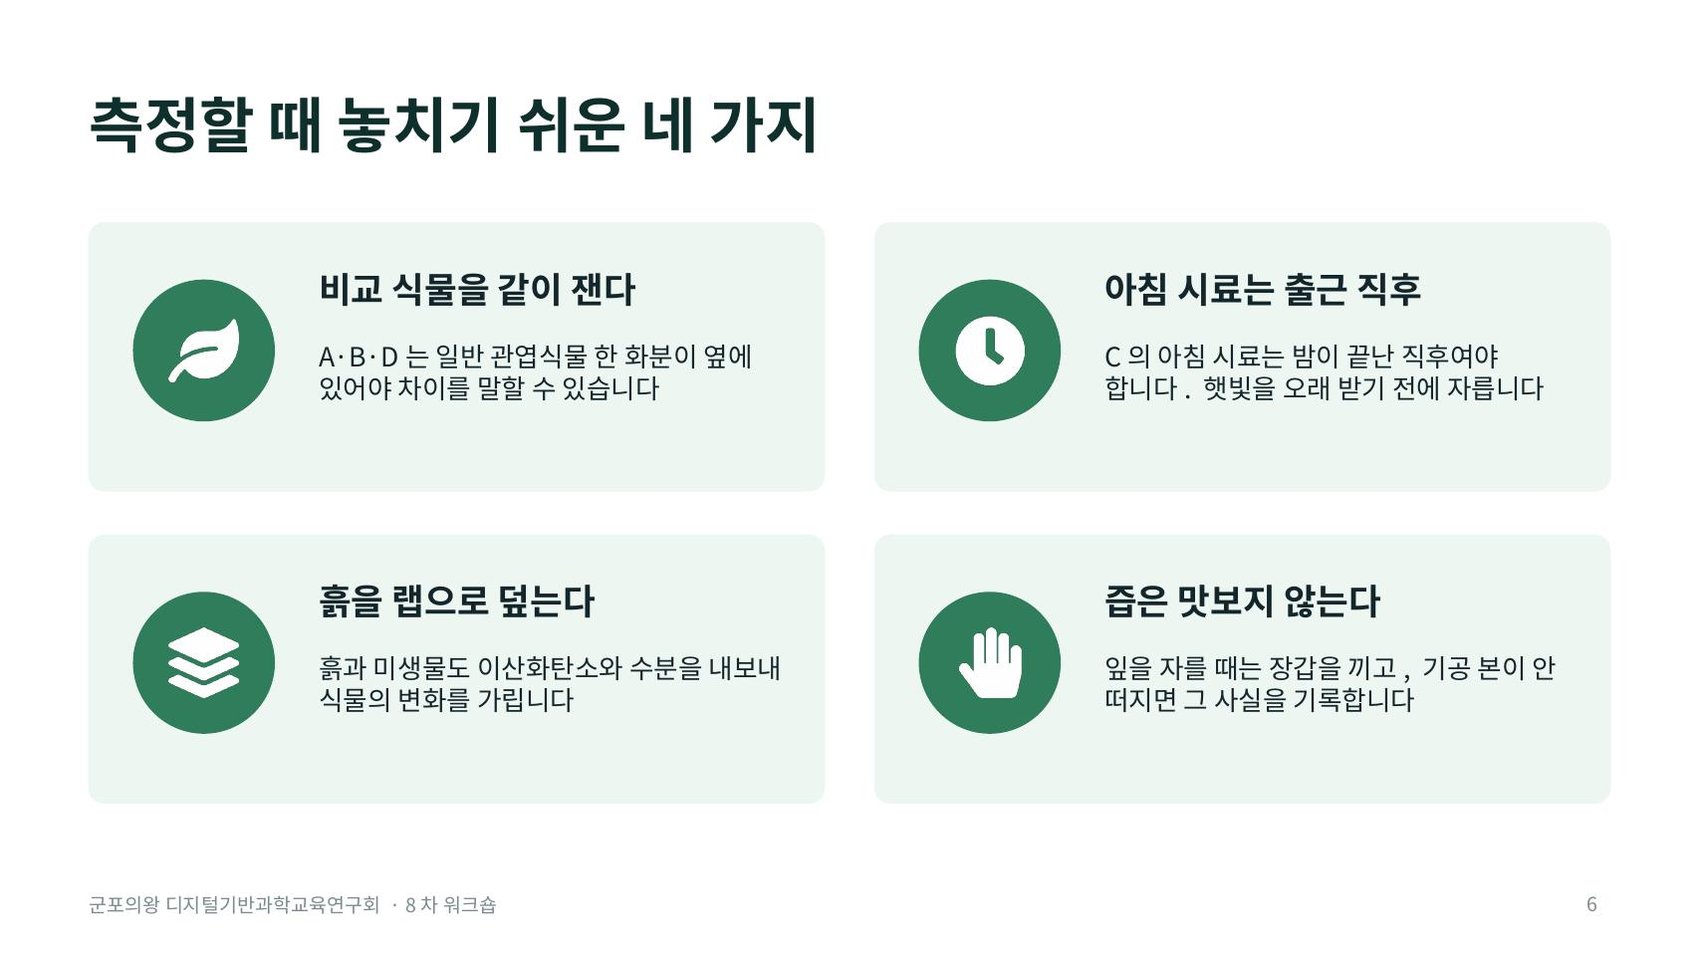 측정할 때 놓치기 쉬운 네 가지
비교 식물을 같이 잰다
A·B·D 는 일반 관엽식물 한 화분이 옆에
있어야 차이를 말할 수 있습니다
아침 시료는 출근 직후
C 의 아침 시료는 밤이 끝난 직후여야
합니다 . 햇빛을 오래 받기 전에 자릅니다
흙을 랩으로 덮는다
흙과 미생물도 이산화탄소와 수분을 내보내
식물의 변화를 가립니다
즙은 맛보지 않는다
잎을 자를 때는 장갑을 끼고 , 기공 본이 안
떠지면 그 사실을 기록합니다
군포의왕 디지털기반과학교육연구회 · 8 차 워크숍
6